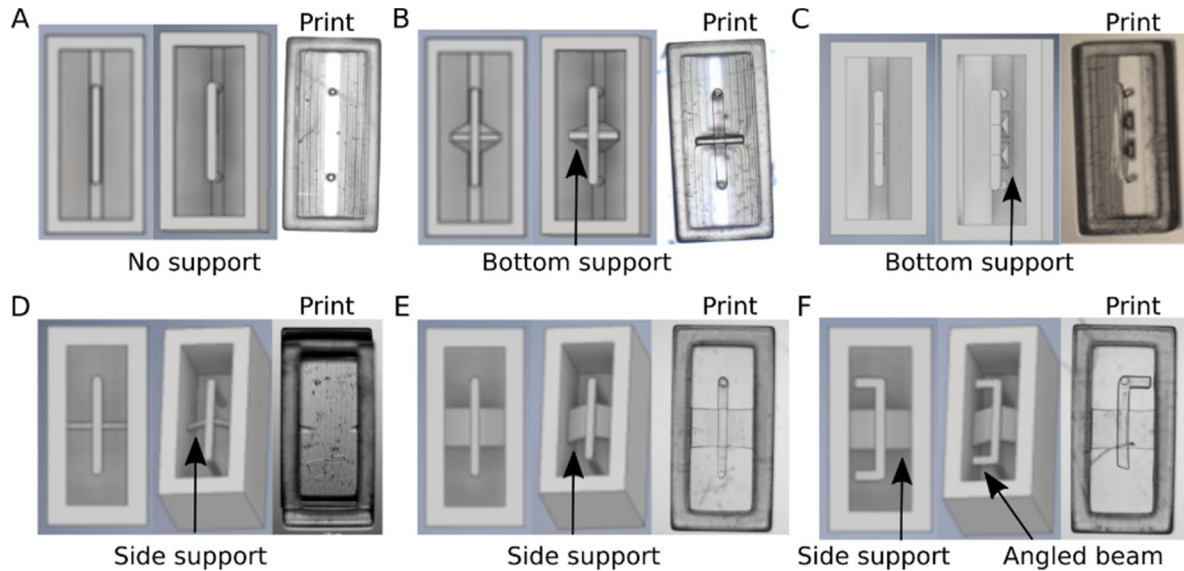 A Print B Print C Print
No support Bottom support Bottom support
D Print E Print F Print
Side support Side support Side support Angled beam